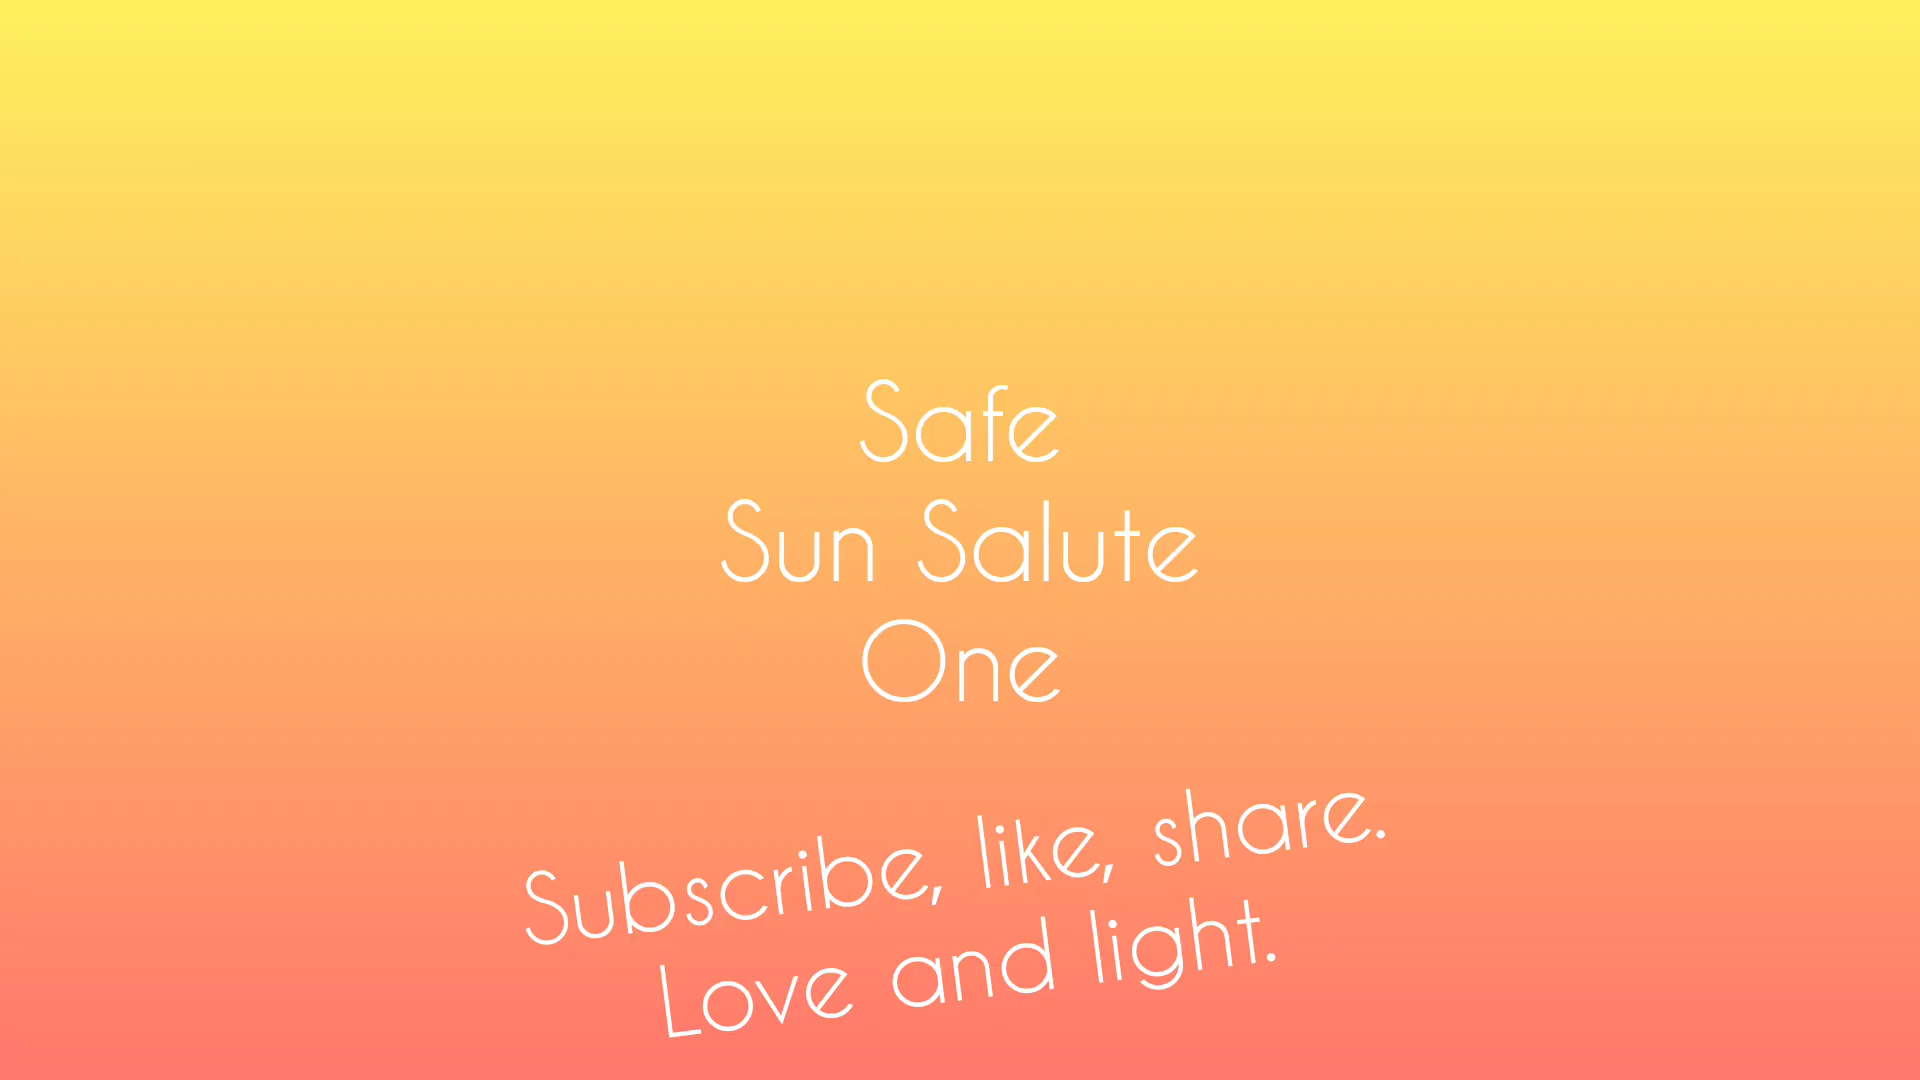 Safe
Sun Salute
One
Subscribe, like, share.
Love and light.